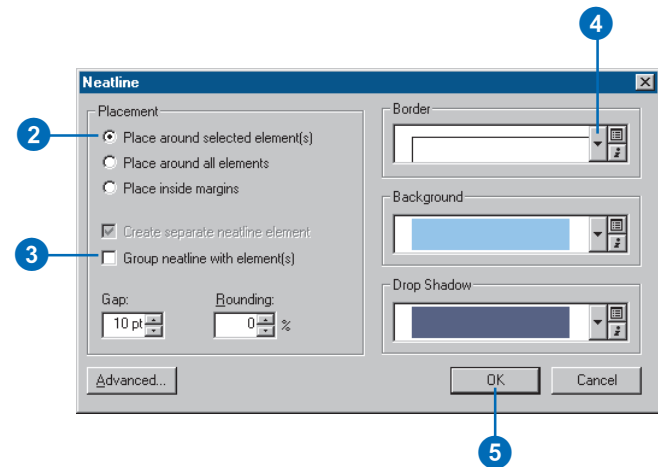 4
Neatline
Placement
2
Place around selected element(s)
Place around all elements
Place inside margins
Create separate neatline element
3
Group neatline with element(s)
Gap:
Rounding:
10 pt
0 %
Border
Background
Drop Shadow
Advanced...
OK
Cancel
5